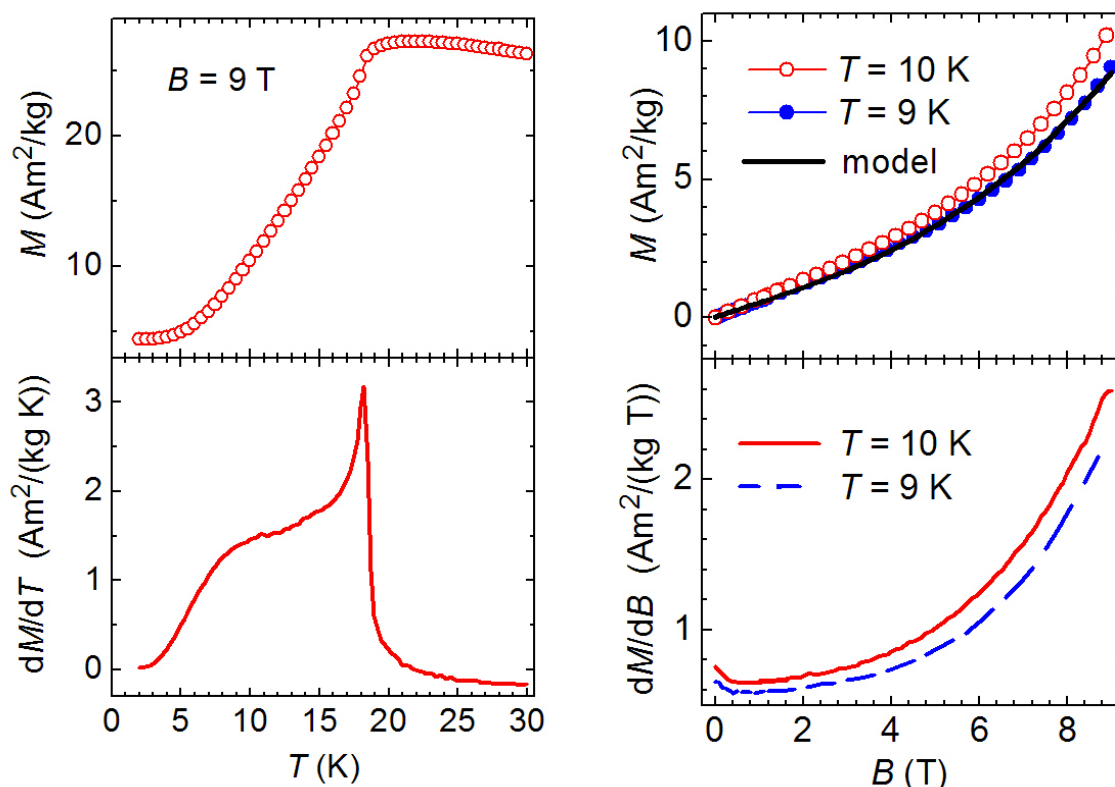 M (Am²/kg)
20
10
B = 9 T
dM/dT (Am²/(kg K))
3
2
1
0
0 5 10 15 20 25 30
T (K)
M (Am²/kg)
10
5
0
T = 10 K
T = 9 K
model
dM/dB (Am²/(kg T))
2
1
T = 10 K
T = 9 K
0 2 4 6 8
B (T)